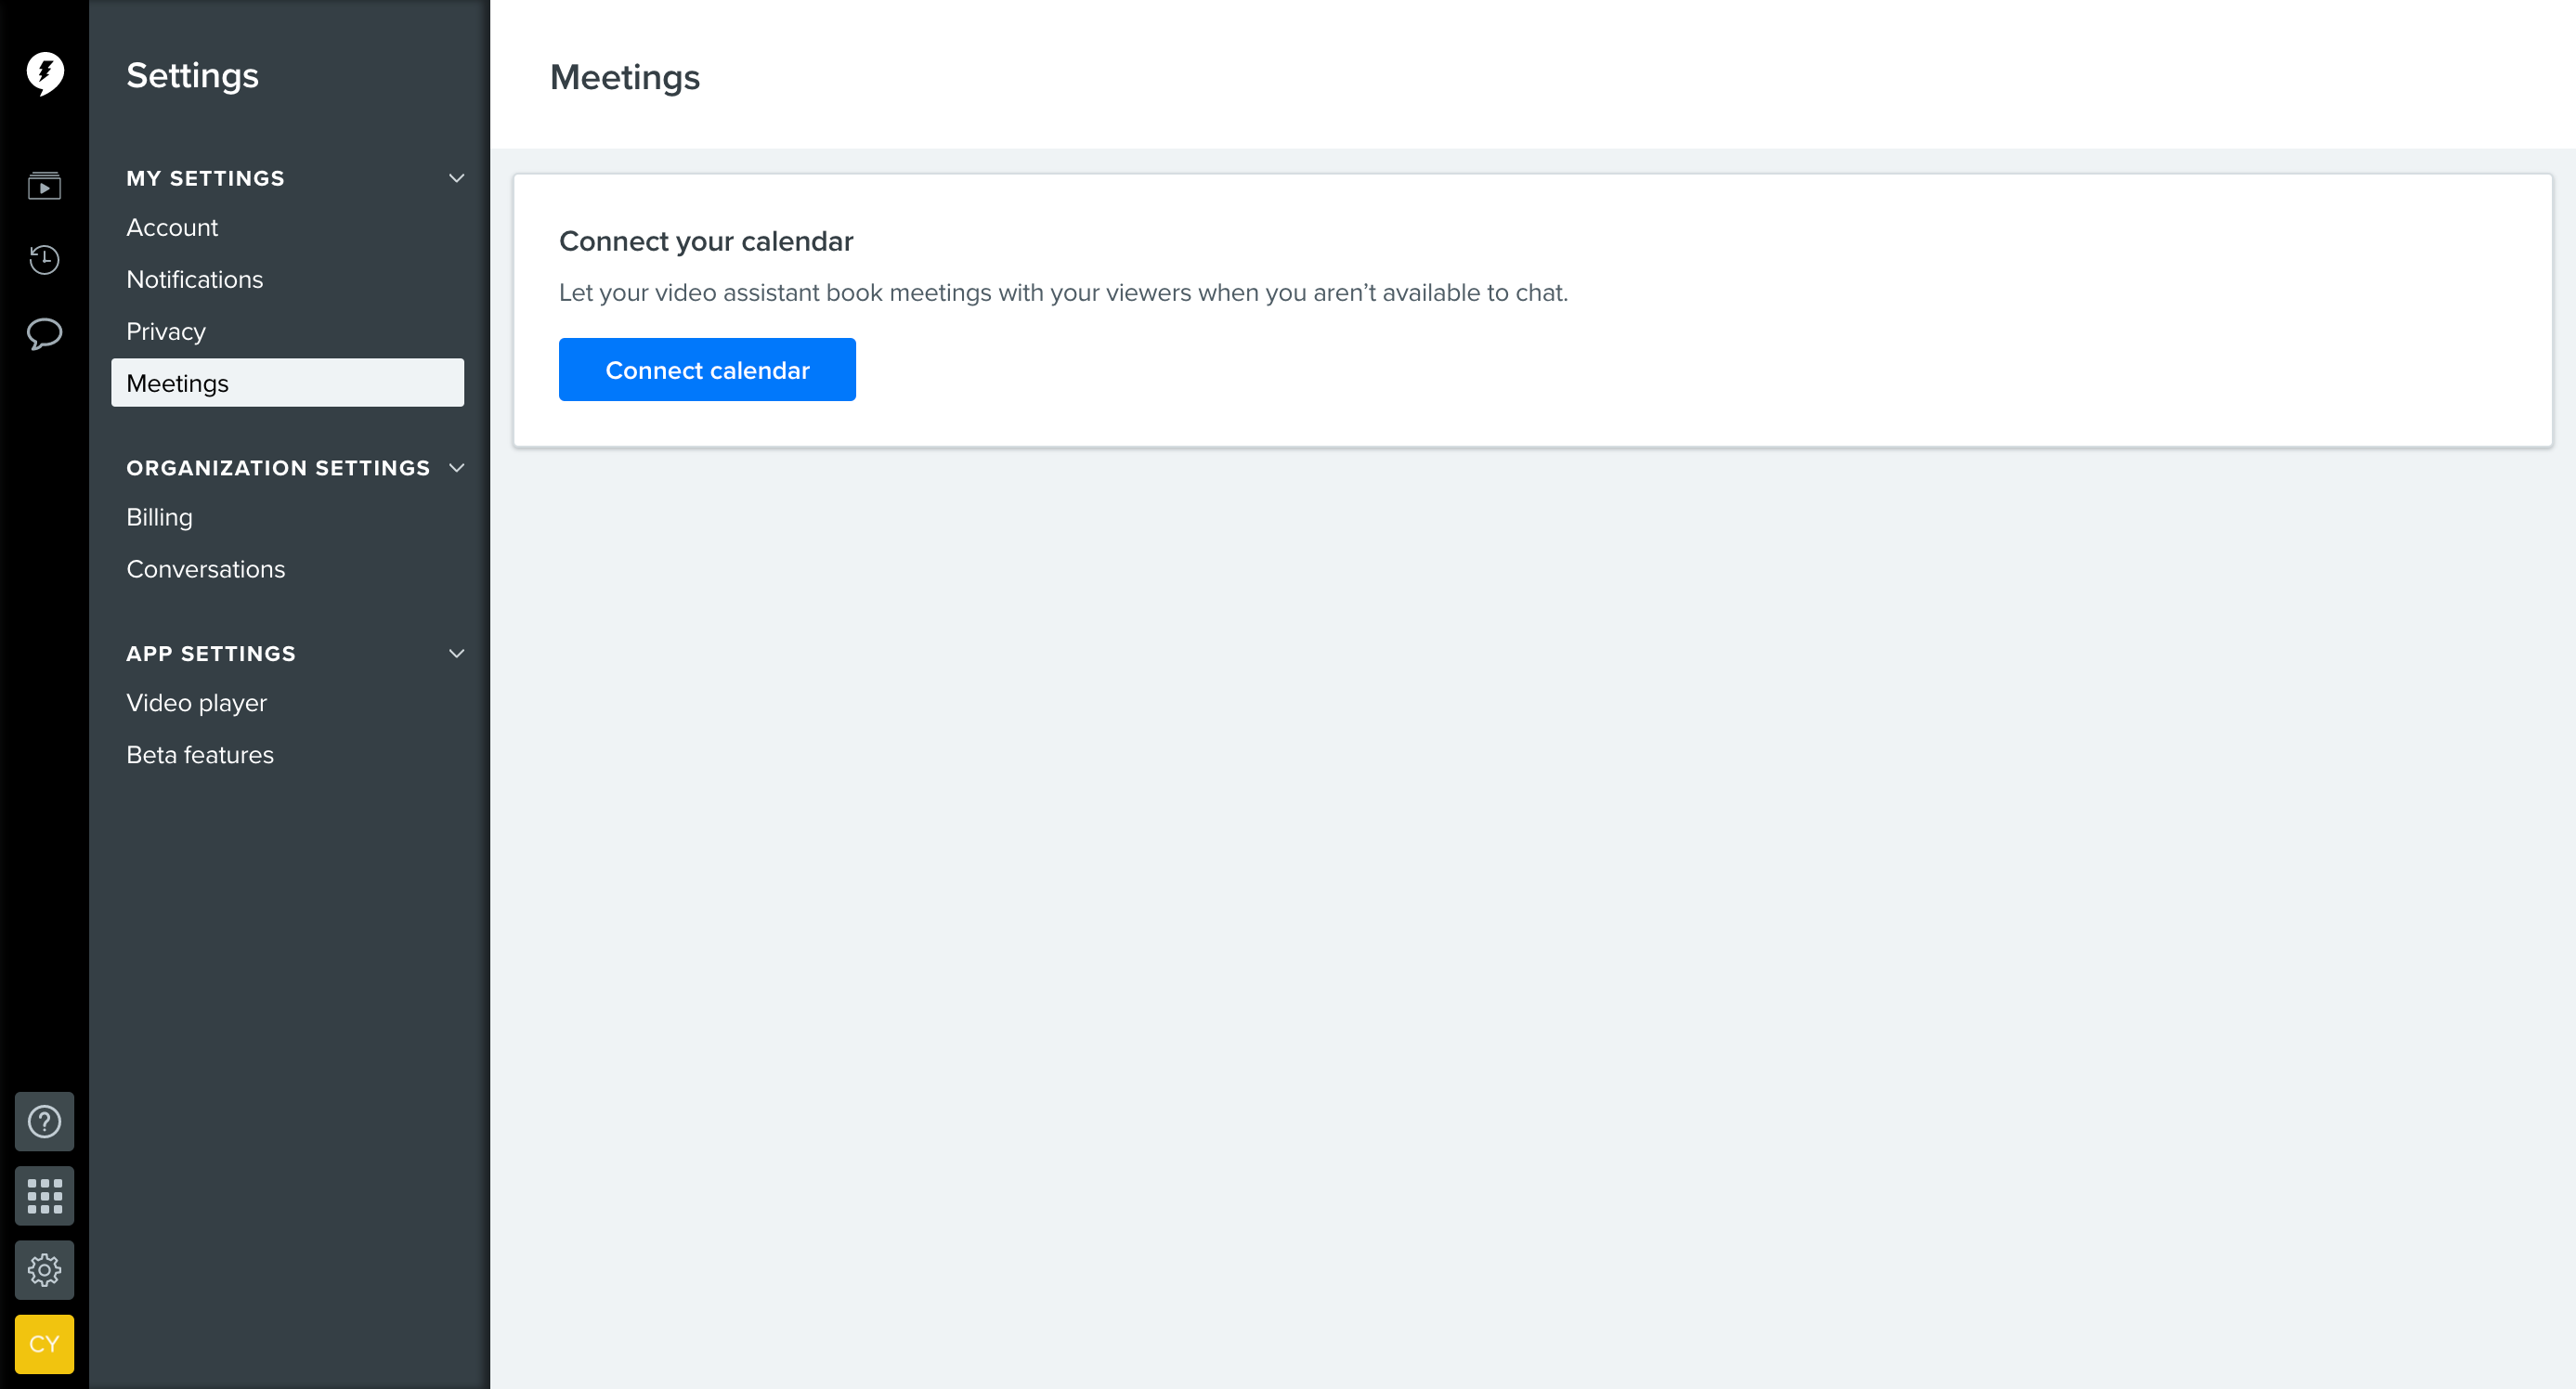 Settings
MY SETTINGS
Account
Notifications
Privacy
Meetings
ORGANIZATION SETTINGS
Billing
Conversations
APP SETTINGS
Video player
Beta features
CY
Meetings
Connect your calendar
Let your video assistant book meetings with your viewers when you aren’t available to chat.
Connect calendar